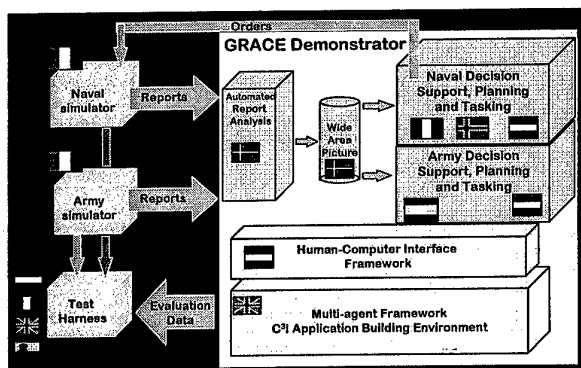 Orders
GRACE Demonstrator
Naval
simulator
Reports
Automated
Report
Analysis
Wide
Area
Picture
Naval Decision
Support, Planning
and Tasking
Army Decision
Support, Planning
and Tasking
Army
simulator
Reports
Human-Computer Interface
Framework
Test
Harness
Evaluation
Data
Multi-agent Framework
C³I Application Building Environment